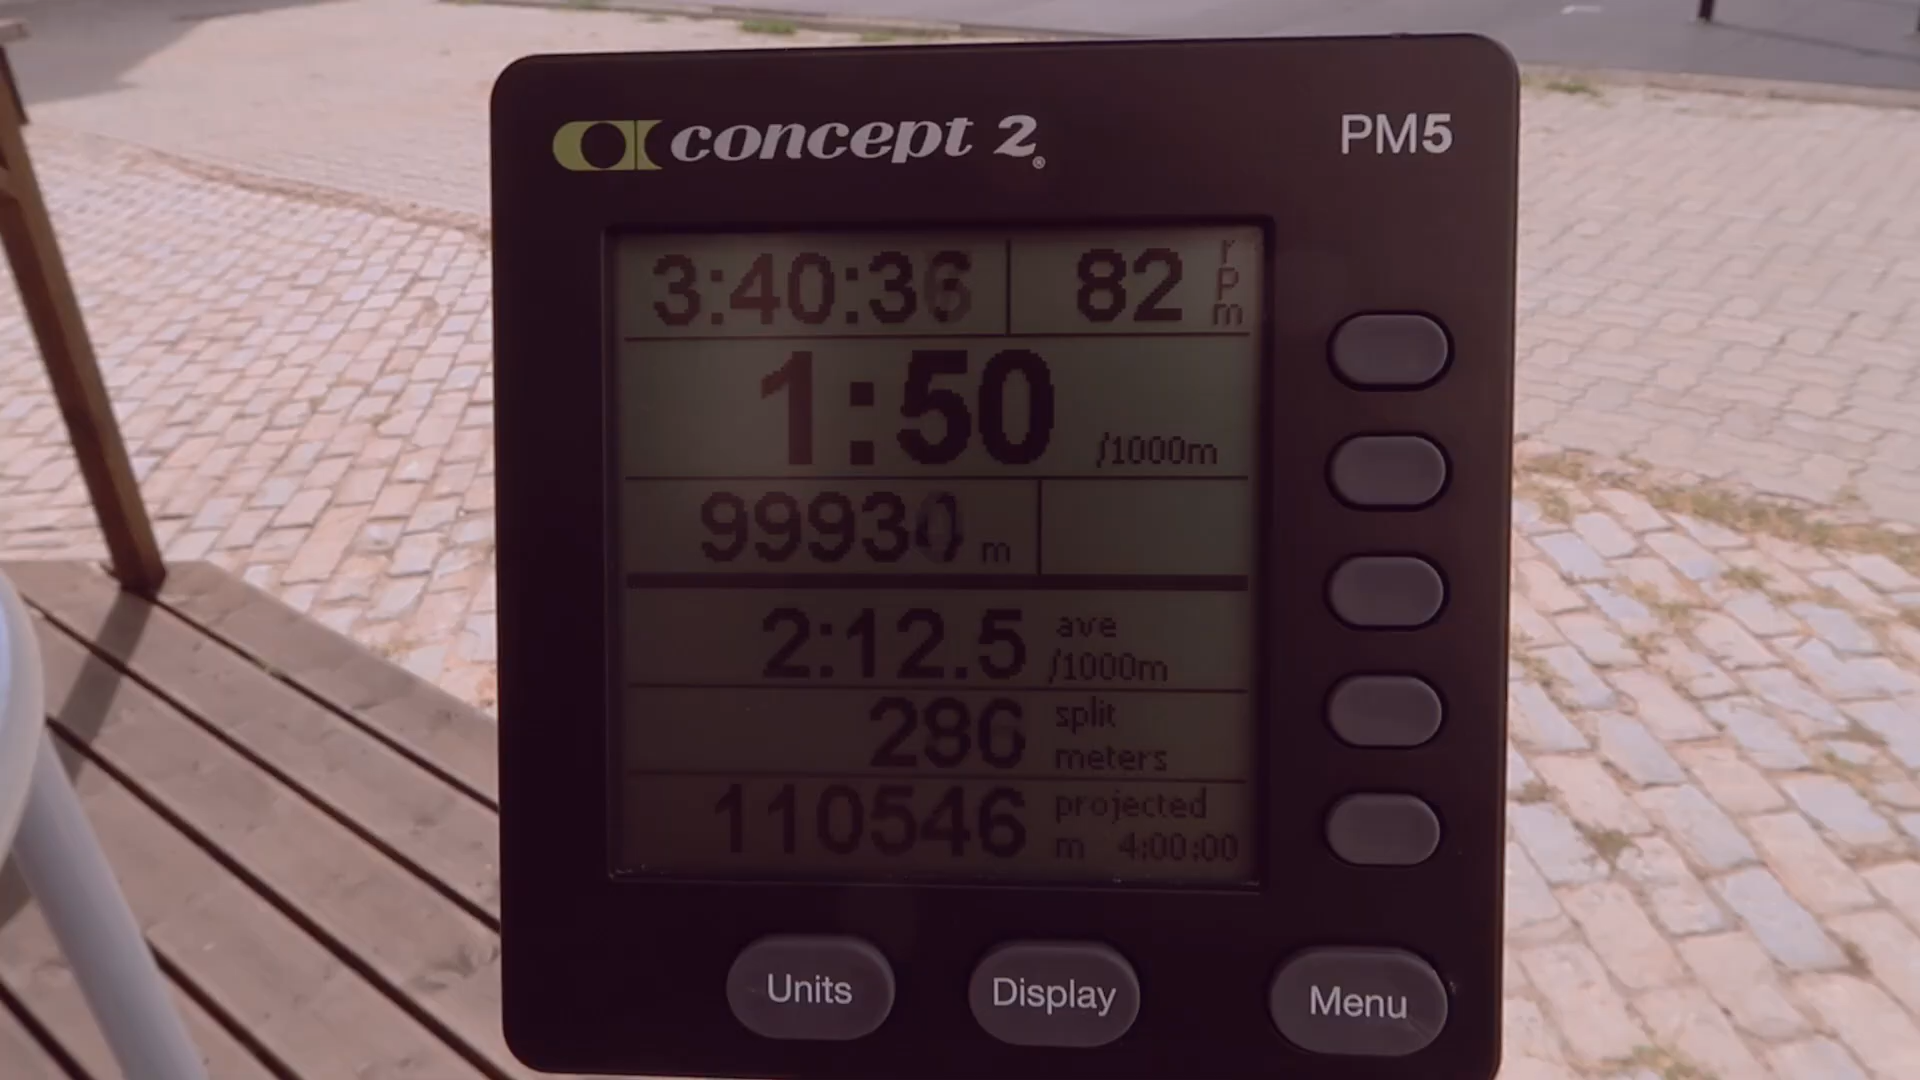 concept 2®
PM5
3:40:36 82 rPm
1:50 /1000m
99930 m
2:12.5 ave /1000m
286 split meters
110546 projected m 4:00:00
Units Display Menu